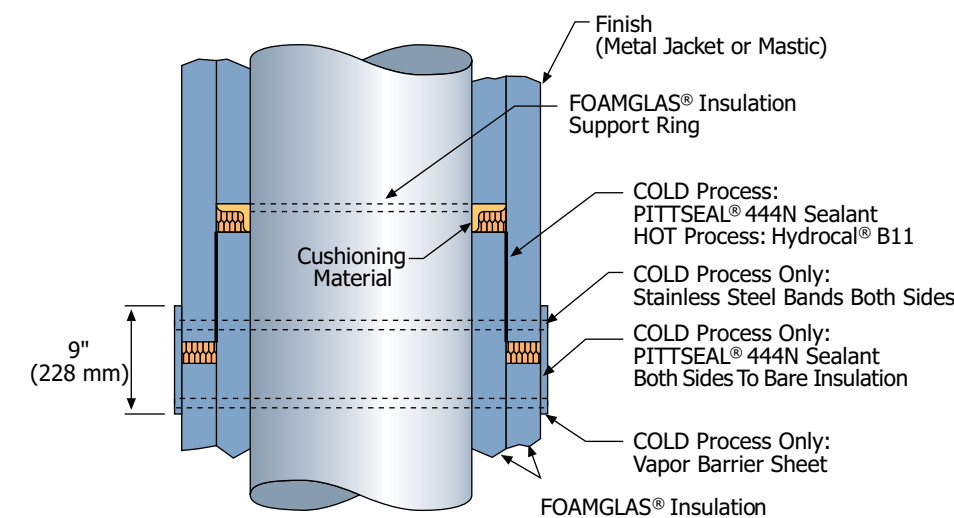 Finish
(Metal Jacket or Mastic)
FOAMGLAS® Insulation
Support Ring
COLD Process:
PITTSEAL® 444N Sealant
HOT Process: Hydrocal® B11
Cushioning
Material
COLD Process Only:
Stainless Steel Bands Both Sides
9"
(228 mm)
COLD Process Only:
PITTSEAL® 444N Sealant
Both Sides To Bare Insulation
COLD Process Only:
Vapor Barrier Sheet
FOAMGLAS® Insulation